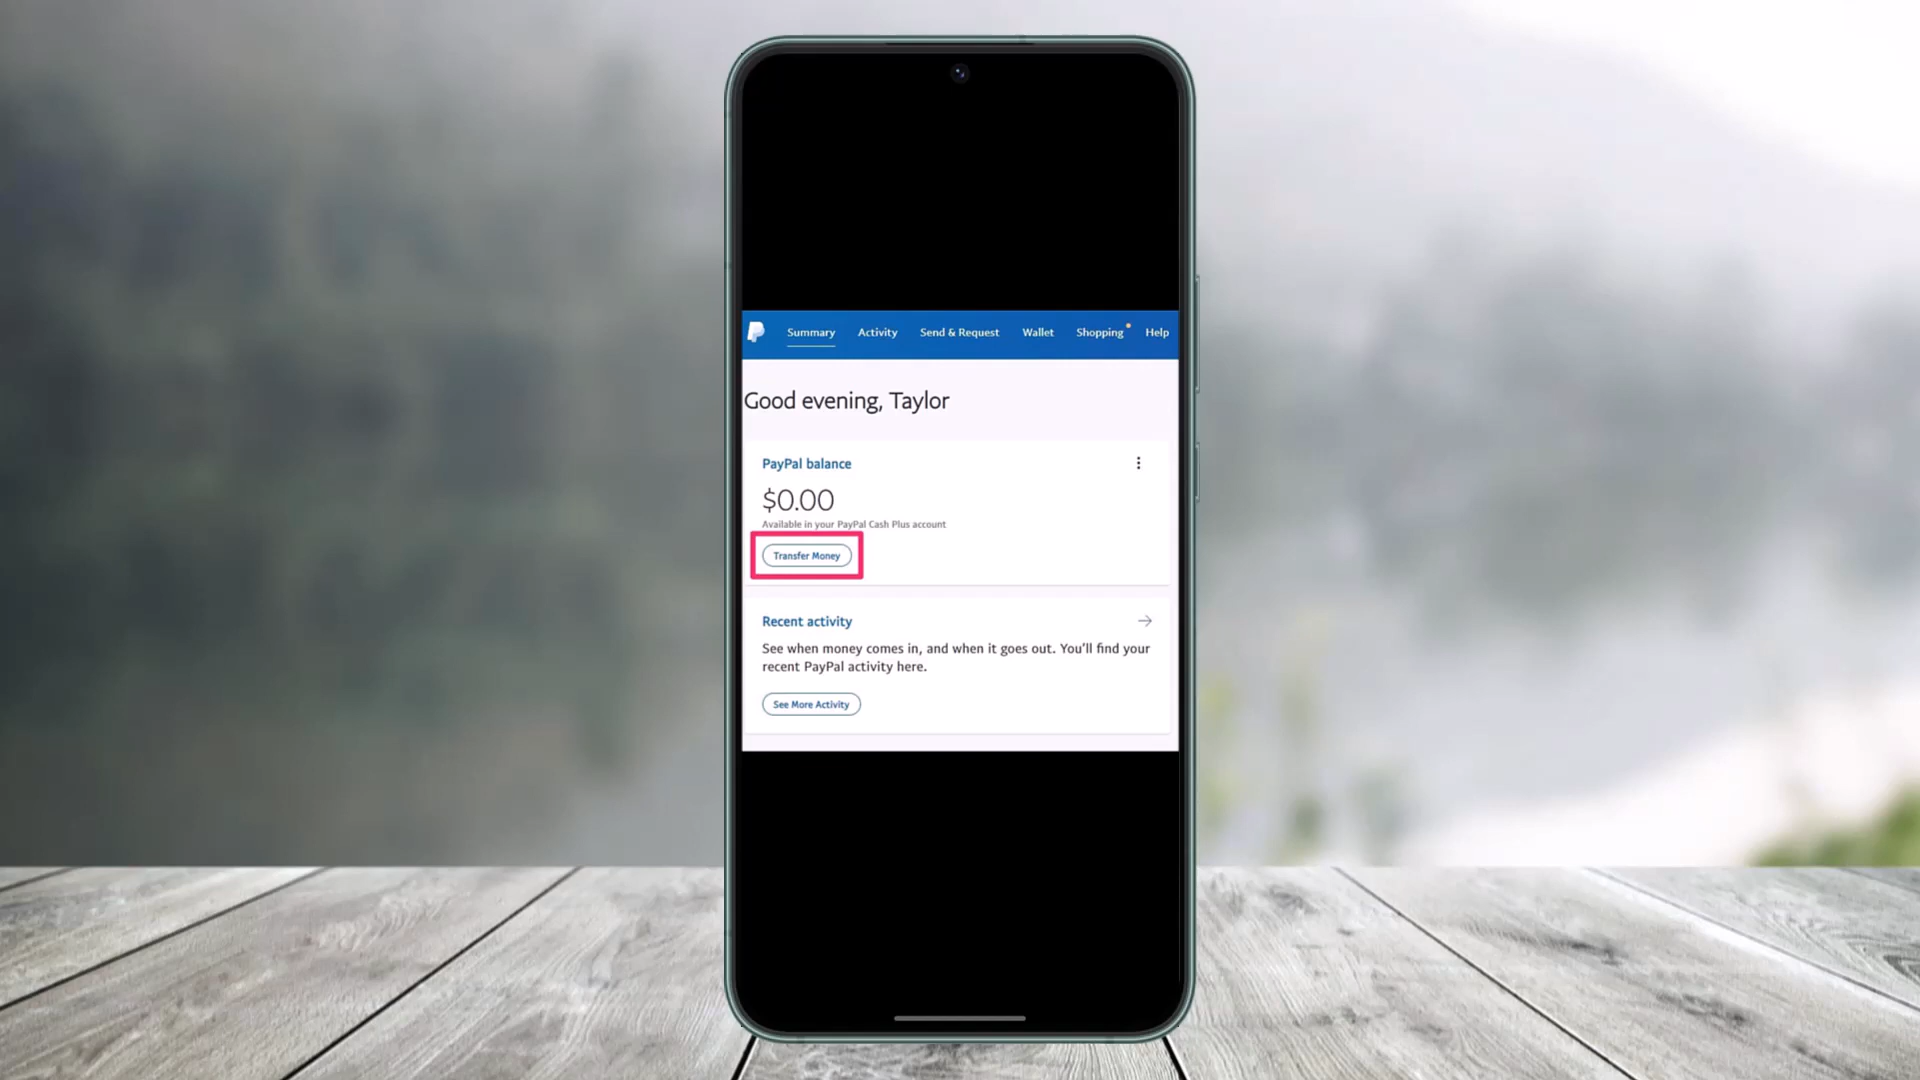 Summary Activity Send & Request Wallet Shopping Help
Good evening, Taylor
PayPal balance
$0.00
Available in your PayPal Cash Plus account
Transfer Money
Recent activity
See when money comes in, and when it goes out. You'll find your
recent PayPal activity here.
See More Activity